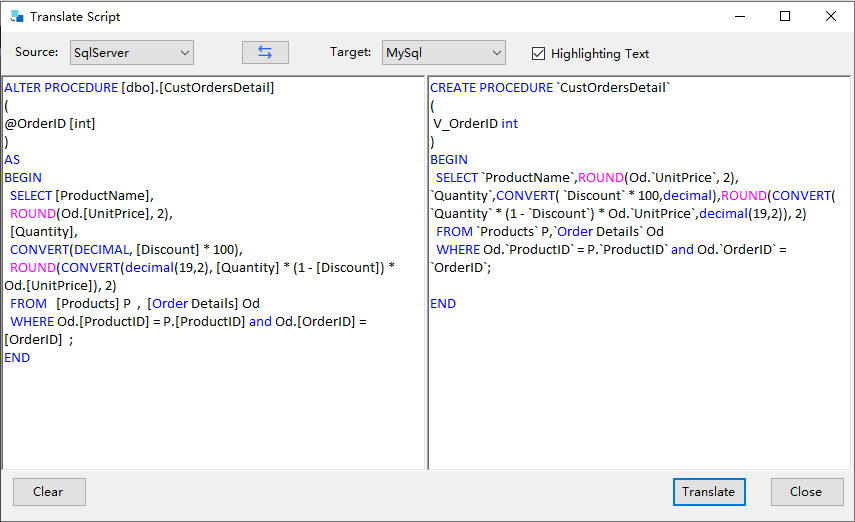 Translate Script
Source: SqlServer Target: MySql Highlighting Text
ALTER PROCEDURE [dbo].[CustOrdersDetail]
(
@OrderID [int]
)
AS
BEGIN
SELECT [ProductName],
ROUND(Od.[UnitPrice], 2),
[Quantity],
CONVERT(DECIMAL, [Discount] * 100),
ROUND(CONVERT(decimal(19,2), [Quantity] * (1 - [Discount]) *
Od.[UnitPrice]), 2)
FROM [Products] P , [Order Details] Od
WHERE Od.[ProductID] = P.[ProductID] and Od.[OrderID] =
[OrderID] ;
END
CREATE PROCEDURE `CustOrdersDetail`
(
V_OrderID int
)
BEGIN
SELECT `ProductName`,ROUND(Od.`UnitPrice`, 2),
`Quantity`,CONVERT( `Discount` * 100,decimal),ROUND(CONVERT(
`Quantity` * (1 - `Discount`) * Od.`UnitPrice`,decimal(19,2)), 2)
FROM `Products` P,`Order Details` Od
WHERE Od.`ProductID` = P.`ProductID` and Od.`OrderID` =
`OrderID`;
END
Clear Translate Close